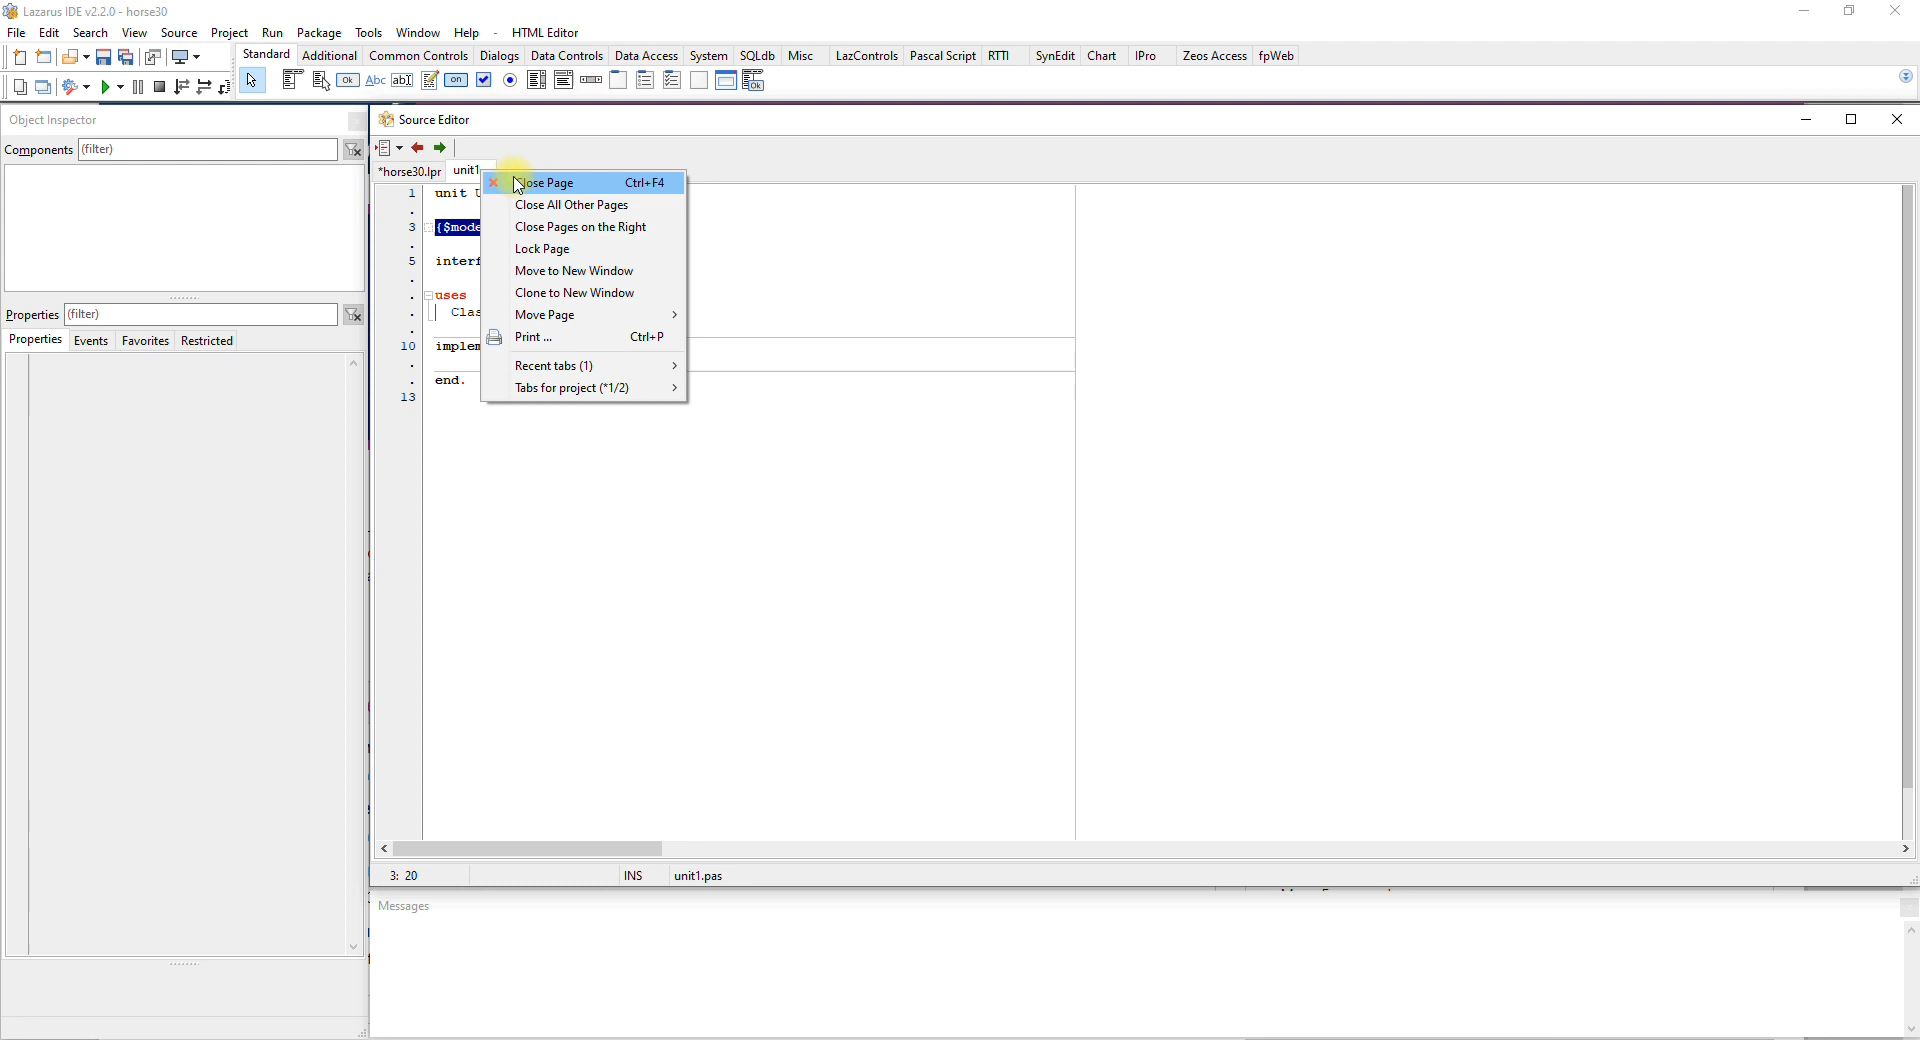 Lazarus IDE v2.2.0 - horse30
File Edit Search View Source Project Run Package Tools Window Help - HTML Editor
Standard Additional Common Controls Dialogs Data Controls Data Access System SQLdb Misc LazControls Pascal Script RTTI SynEdit Chart IPro Zeos Access fpWeb
Ok Abc abI on Ok
Object Inspector
Source Editor
Components (filter)
*horse30.lpr unit1
Close Page Ctrl+F4
1 unit
Close All Other Pages
3 {$mode
Close Pages on the Right
Lock Page
5 interf
Move to New Window
uses
Clone to New Window
Clas
Move Page
Properties (filter)
Print ... Ctrl+P
Properties Events Favorites Restricted
10 implem
Recent tabs (1)
end.
Tabs for project (*1/2)
13
3: 20 INS unit1.pas
Messages